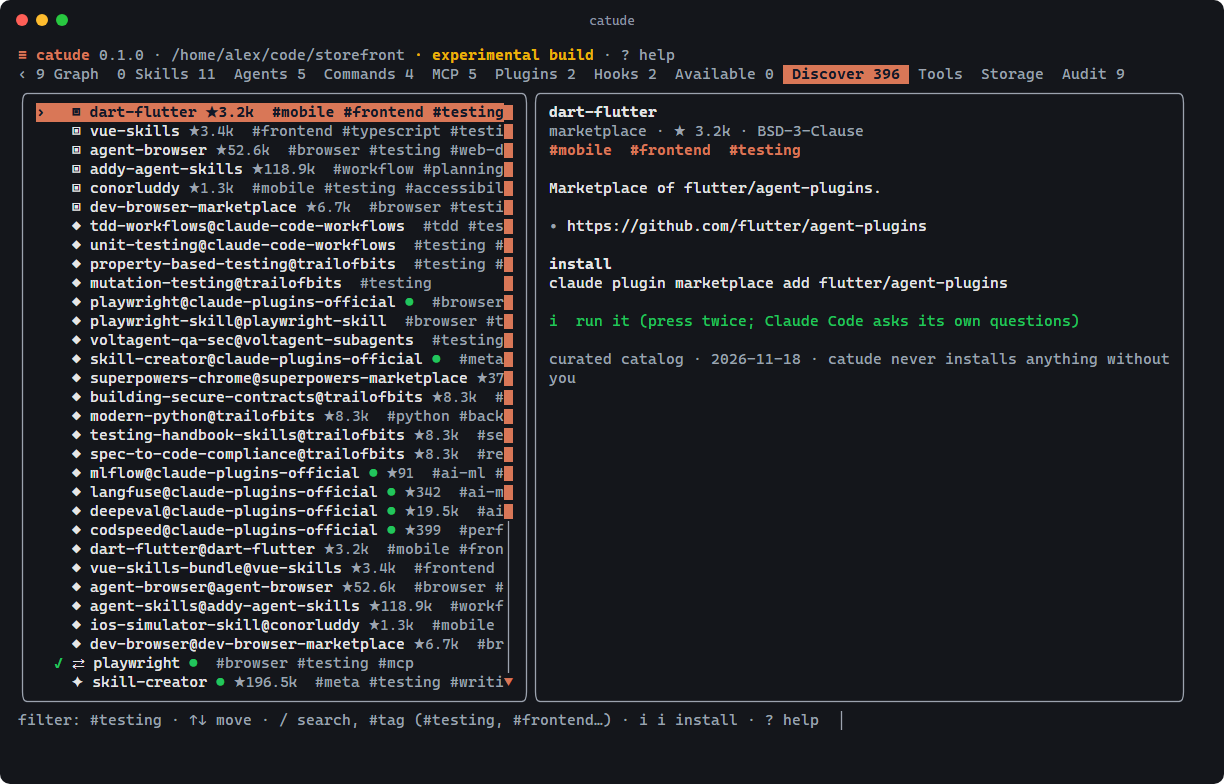 catude
≡ catude 0.1.0 · /home/alex/code/storefront · experimental build · ? help
‹ 9 Graph 0 Skills 11 Agents 5 Commands 4 MCP 5 Plugins 2 Hooks 2 Available 0 Discover 396 Tools Storage Audit 9
› ▣ dart-flutter ★3.2k #mobile #frontend #testing
▣ vue-skills ★3.4k #frontend #typescript #testi
▣ agent-browser ★52.6k #browser #testing #web-d
▣ addy-agent-skills ★118.9k #workflow #planning
▣ conorluddy ★1.3k #mobile #testing #accessibil
▣ dev-browser-marketplace ★6.7k #browser #testi
◆ tdd-workflows@claude-code-workflows #tdd #tes
◆ unit-testing@claude-code-workflows #testing #
◆ property-based-testing@trailofbits #testing #
◆ mutation-testing@trailofbits #testing
◆ playwright@claude-plugins-official ● #browser
◆ playwright-skill@playwright-skill #browser #t
◆ voltagent-qa-sec@voltagent-subagents #testing
◆ skill-creator@claude-plugins-official ● #meta
◆ superpowers-chrome@superpowers-marketplace ★37
◆ building-secure-contracts@trailofbits ★8.3k #
◆ modern-python@trailofbits ★8.3k #python #back
◆ testing-handbook-skills@trailofbits ★8.3k #se
◆ spec-to-code-compliance@trailofbits ★8.3k #re
◆ mlflow@claude-plugins-official ● ★91 #ai-ml #
◆ langfuse@claude-plugins-official ● ★342 #ai-m
◆ deepeval@claude-plugins-official ● ★19.5k #ai
◆ codspeed@claude-plugins-official ● ★399 #perf
◆ dart-flutter@dart-flutter ★3.2k #mobile #fron
◆ vue-skills-bundle@vue-skills ★3.4k #frontend
◆ agent-browser@agent-browser ★52.6k #browser #
◆ agent-skills@addy-agent-skills ★118.9k #workf
◆ ios-simulator-skill@conorluddy ★1.3k #mobile
◆ dev-browser@dev-browser-marketplace ★6.7k #br
✓ ⇄ playwright ● #browser #testing #mcp
✦ skill-creator ● ★196.5k #meta #testing #writi
dart-flutter
marketplace · ★ 3.2k · BSD-3-Clause
#mobile #frontend #testing
Marketplace of flutter/agent-plugins.
• https://github.com/flutter/agent-plugins
install
claude plugin marketplace add flutter/agent-plugins
i run it (press twice; Claude Code asks its own questions)
curated catalog · 2026-11-18 · catude never installs anything without
you
filter: #testing · ↑↓ move · / search, #tag (#testing, #frontend…) · i i install · ? help